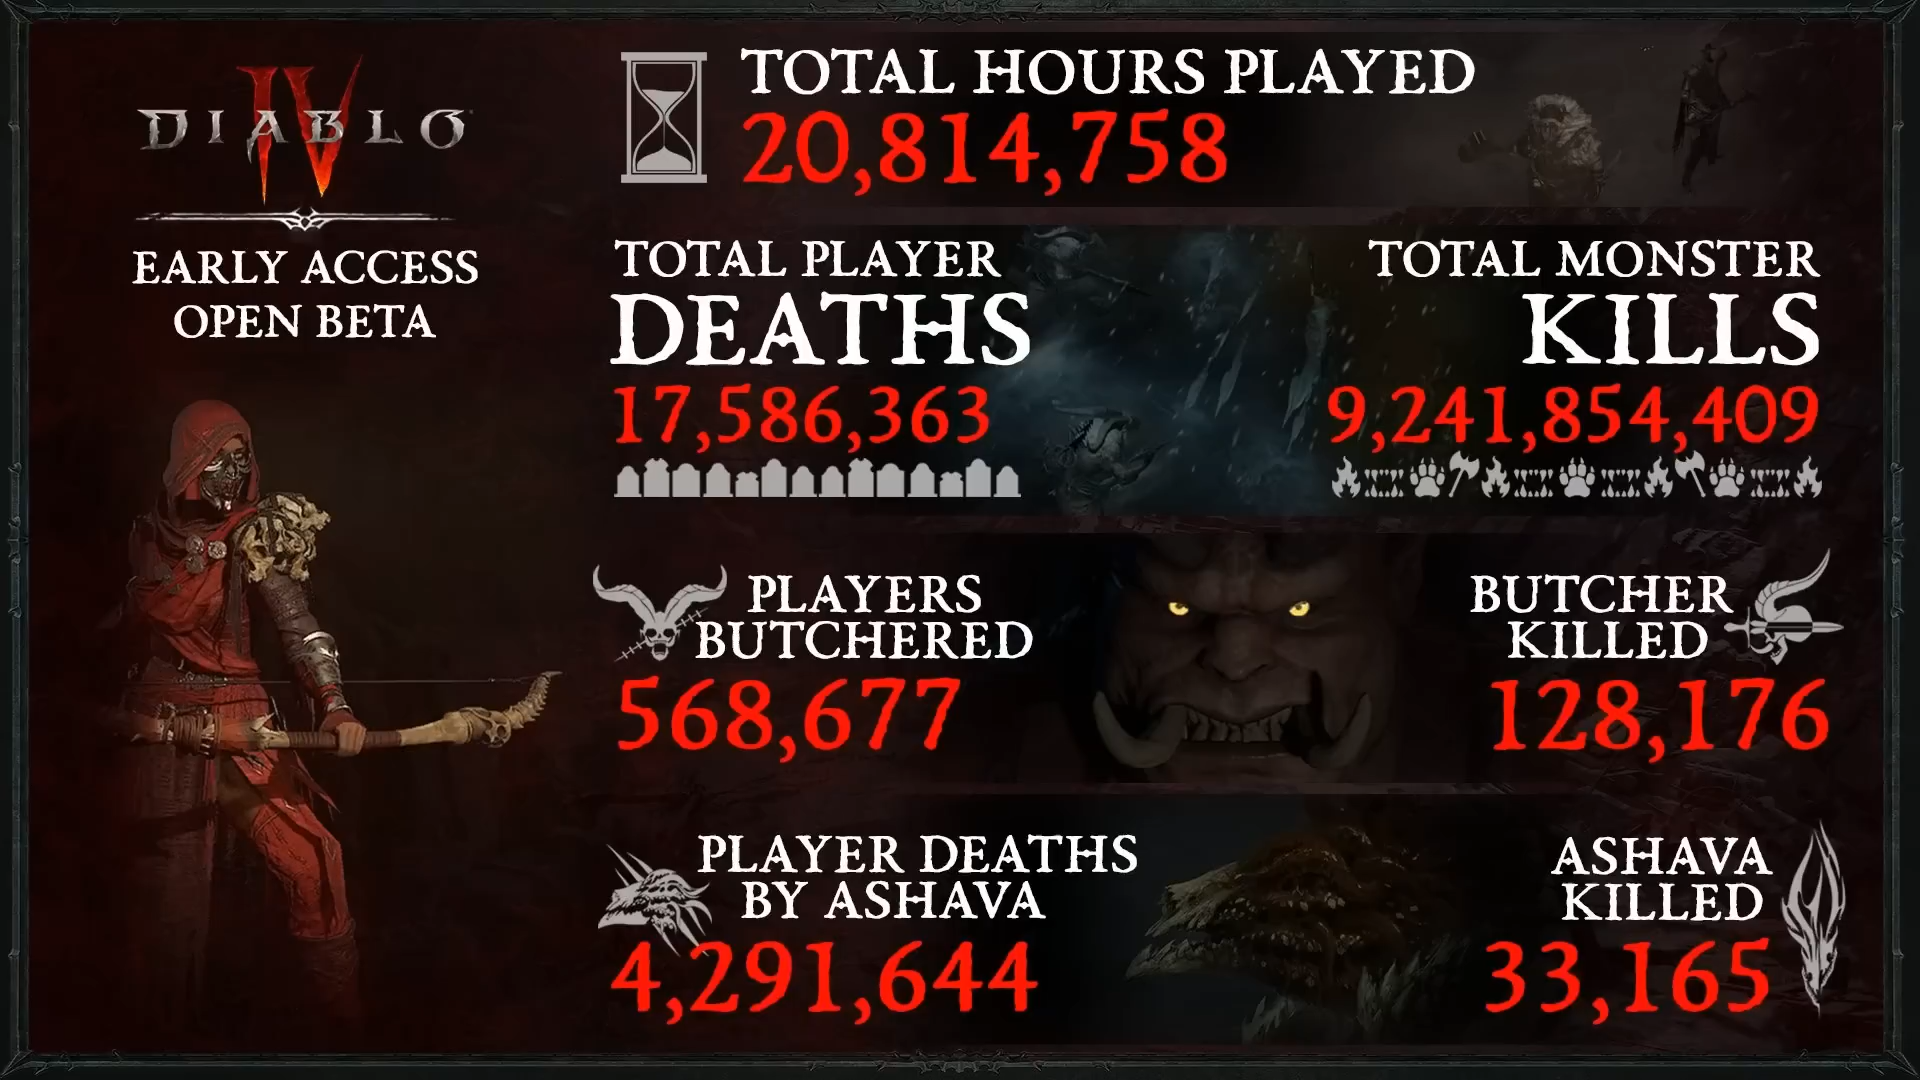 DIABLO
IV
EARLY ACCESS
OPEN BETA
TOTAL HOURS PLAYED
20,814,758
TOTAL PLAYER
DEATHS
17,586,363
TOTAL MONSTER
KILLS
9,241,854,409
PLAYERS
BUTCHERED
568,677
BUTCHER
KILLED
128,176
PLAYER DEATHS
BY ASHAVA
4,291,644
ASHAVA
KILLED
33,165